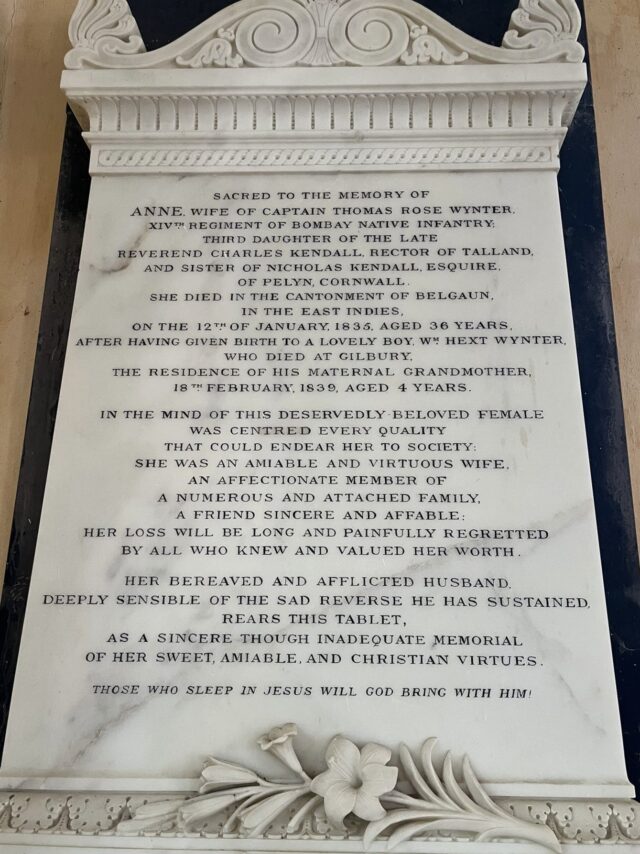 SACRED TO THE MEMORY OF
ANNE, WIFE OF CAPTAIN THOMAS ROSE WYNTER,
XIVTH REGIMENT OF BOMBAY NATIVE INFANTRY;
THIRD DAUGHTER OF THE LATE
REVEREND CHARLES KENDALL, RECTOR OF TALLAND,
AND SISTER OF NICHOLAS KENDALL, ESQUIRE,
OF PELYN, CORNWALL.
SHE DIED IN THE CANTONMENT OF BELGAUN,
IN THE EAST INDIES,
ON THE 12TH OF JANUARY, 1835, AGED 36 YEARS,
AFTER HAVING GIVEN BIRTH TO A LOVELY BOY, WM HEXT WYNTER,
WHO DIED AT GILBURY,
THE RESIDENCE OF HIS MATERNAL GRANDMOTHER,
18TH FEBRUARY, 1839, AGED 4 YEARS.
IN THE MIND OF THIS DESERVEDLY-BELOVED FEMALE
WAS CENTRED EVERY QUALITY
THAT COULD ENDEAR HER TO SOCIETY;
SHE WAS AN AMIABLE AND VIRTUOUS WIFE,
AN AFFECTIONATE MEMBER OF
A NUMEROUS AND ATTACHED FAMILY,
A FRIEND SINCERE AND AFFABLE;
HER LOSS WILL BE LONG AND PAINFULLY REGRETTED
BY ALL WHO KNEW AND VALUED HER WORTH.
HER BEREAVED AND AFFLICTED HUSBAND,
DEEPLY SENSIBLE OF THE SAD REVERSE HE HAS SUSTAINED,
REARS THIS TABLET,
AS A SINCERE THOUGH INADEQUATE MEMORIAL
OF HER SWEET, AMIABLE, AND CHRISTIAN VIRTUES.
THOSE WHO SLEEP IN JESUS WILL GOD BRING WITH HIM!